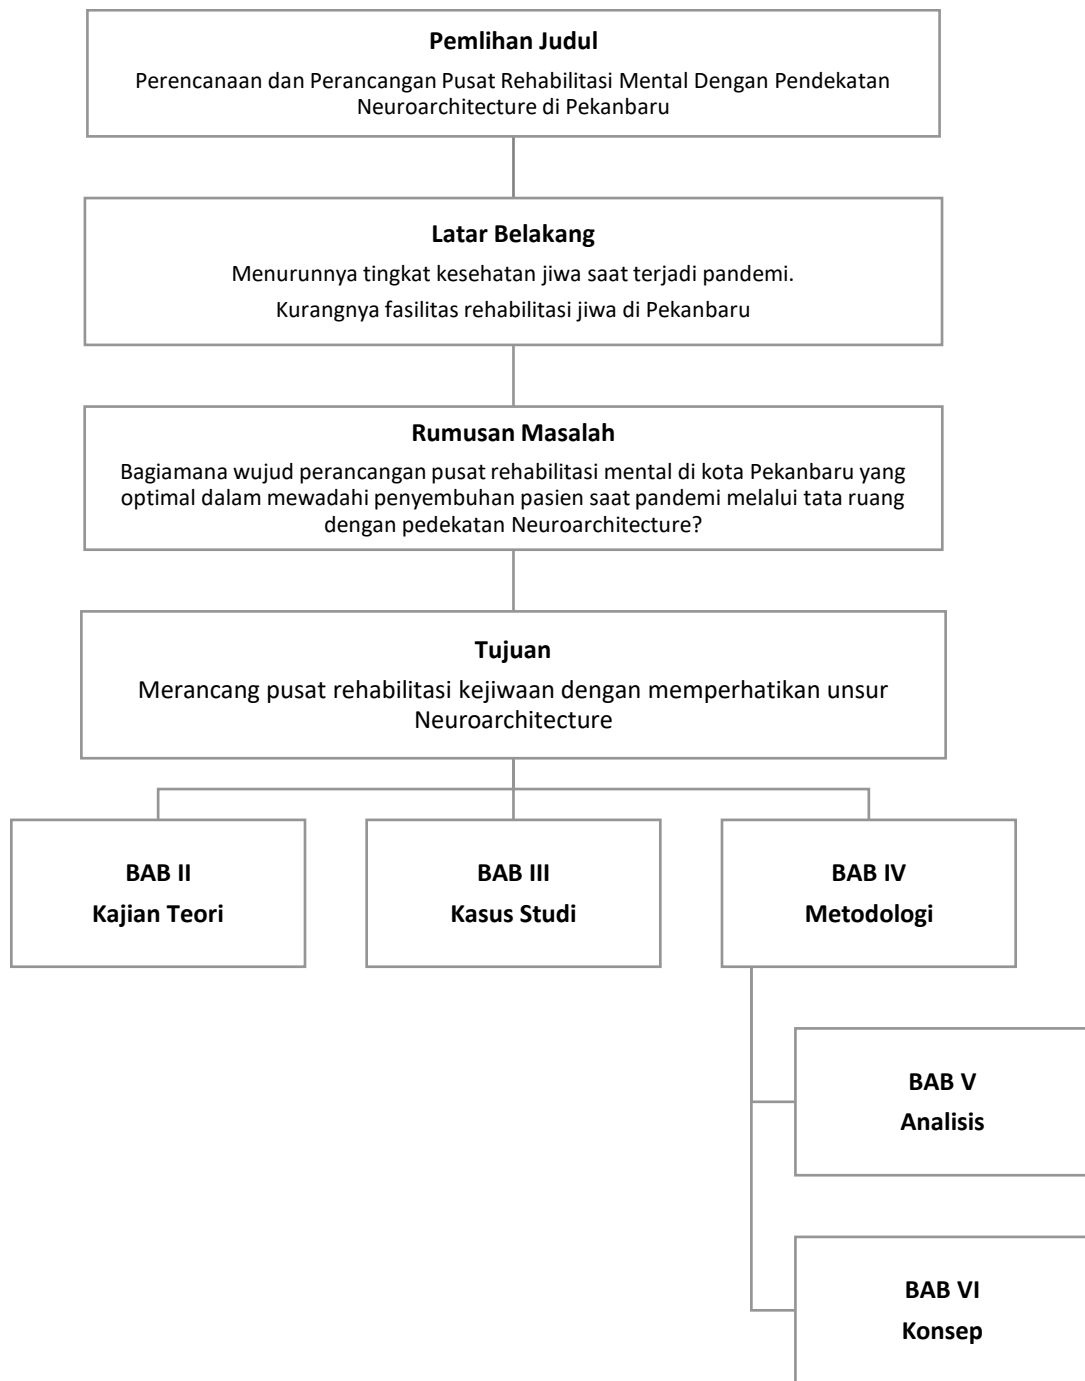 Pemlihan Judul
Perencanaan dan Perancangan Pusat Rehabilitasi Mental Dengan Pendekatan
Neuroarchitecture di Pekanbaru
Latar Belakang
Menurunnya tingkat kesehatan jiwa saat terjadi pandemi.
Kurangnya fasilitas rehabilitasi jiwa di Pekanbaru
Rumusan Masalah
Bagiamana wujud perancangan pusat rehabilitasi mental di kota Pekanbaru yang
optimal dalam mewadahi penyembuhan pasien saat pandemi melalui tata ruang
dengan pedekatan Neuroarchitecture?
Tujuan
Merancang pusat rehabilitasi kejiwaan dengan memperhatikan unsur
Neuroarchitecture
BAB II
Kajian Teori
BAB III
Kasus Studi
BAB IV
Metodologi
BAB V
Analisis
BAB VI
Konsep